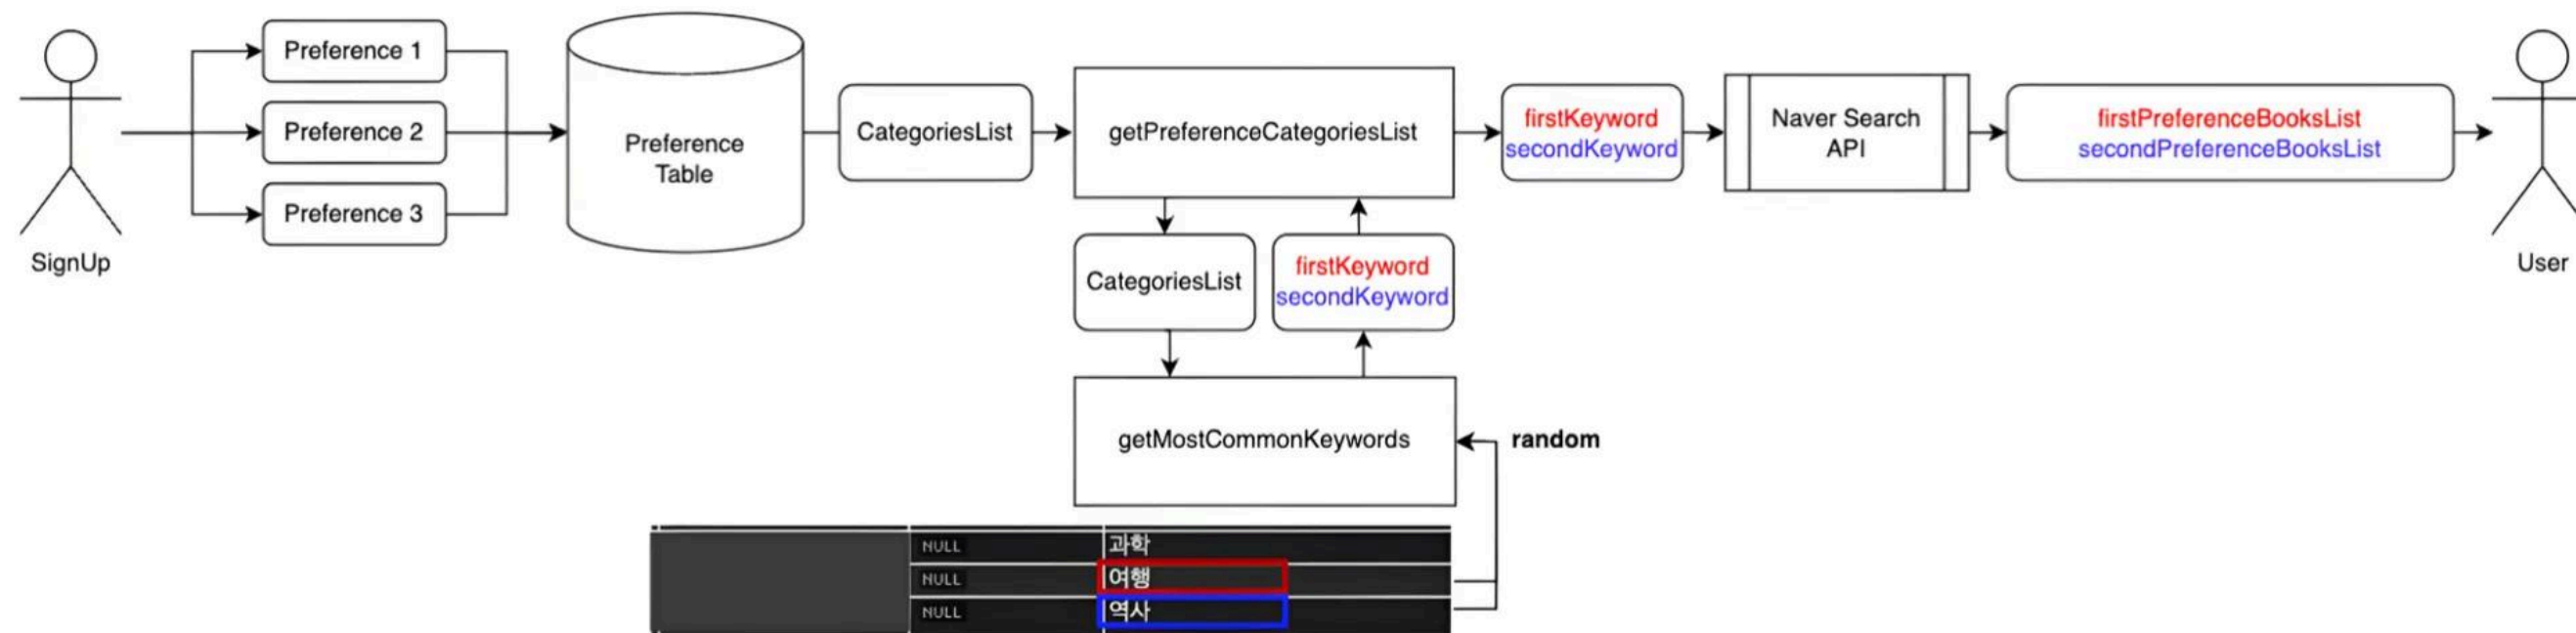 SignUp
Preference 1
Preference 2
Preference 3
Preference
Table
CategoriesList
getPreferenceCategoriesList
firstKeyword
secondKeyword
Naver Search
API
firstPreferenceBooksList
secondPreferenceBooksList
User
CategoriesList
firstKeyword
secondKeyword
getMostCommonKeywords
random
NULL 과학
NULL 여행
NULL 역사